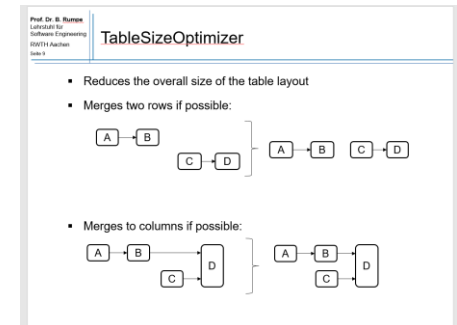 Prof. Dr. B. Rumpe
Lehrstuhl für
Software Engineering
RWTH Aachen
Seite 9
TableSizeOptimizer
Reduces the overall size of the table layout
Merges two rows if possible:
A B
C D
A B C D
Merges to columns if possible:
A B
D
C
A B
D
C